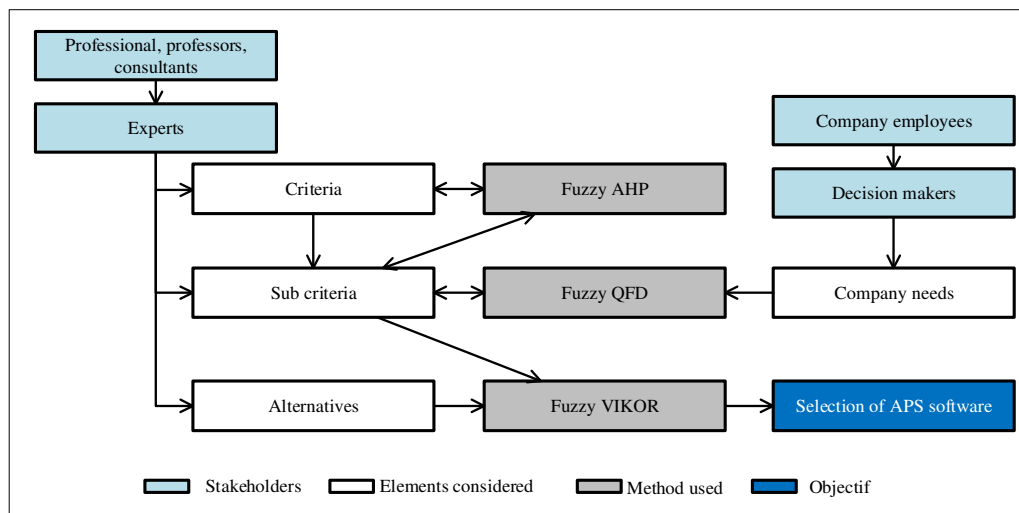 Professional, professors,
consultants
Experts
Company employees
Criteria
Fuzzy AHP
Decision makers
Sub criteria
Fuzzy QFD
Company needs
Alternatives
Fuzzy VIKOR
Selection of APS software
Stakeholders
Elements considered
Method used
Objectif